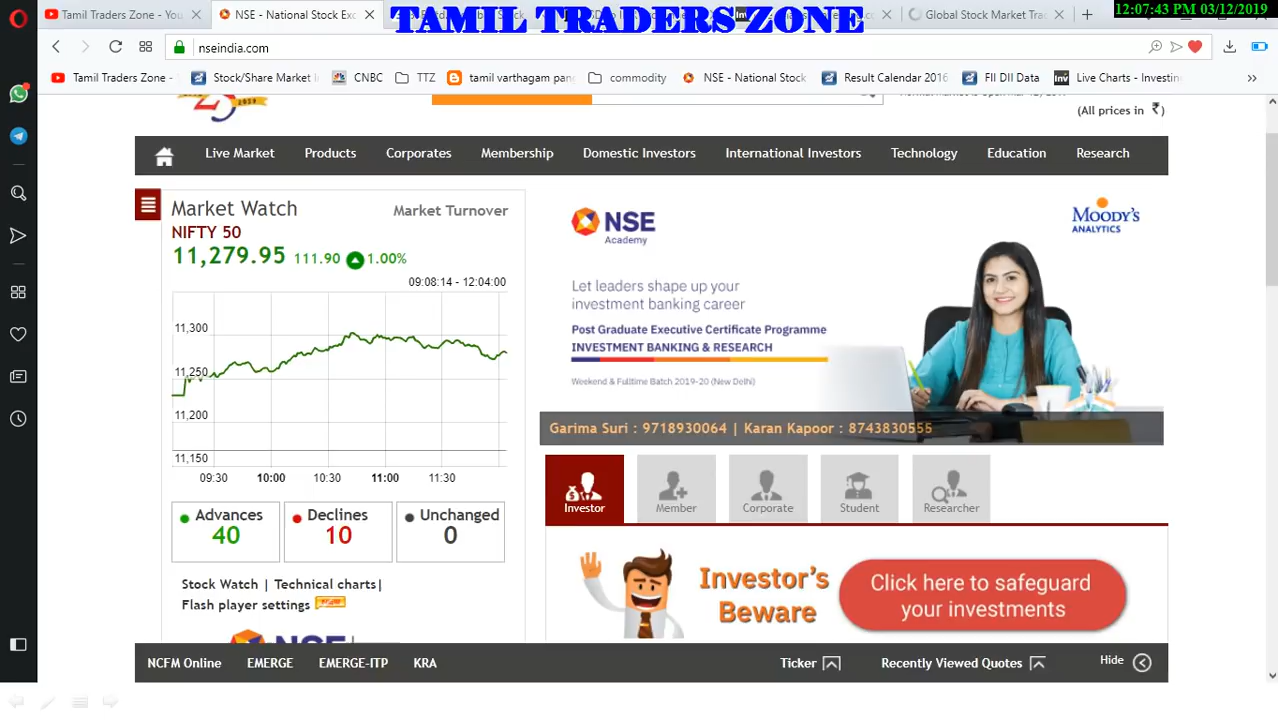 Tamil Traders Zone - You
NSE - National Stock Exc
TAMIL TRADERS ZONE
Global Stock Market Tra
12:07:43 PM 03/12/2019
nseindia.com
Tamil Traders Zone -
Stock/Share Market
CNBC
TTZ
tamil varthagam pan
commodity
NSE - National Stock
Result Calendar 2016
FII DII Data
Live Charts - Investin
(All prices in ₹)
Live Market
Products
Corporates
Membership
Domestic Investors
International Investors
Technology
Education
Research
Market Watch
Market Turnover
NIFTY 50
11,279.95 111.90 1.00%
09:08:14 - 12:04:00
11,300
11,250
11,200
11,150
09:30 10:00 10:30 11:00 11:30
Advances
40
Declines
10
Unchanged
0
Stock Watch | Technical charts|
Flash player settings
NSE
Academy
MOODY'S
ANALYTICS
Let leaders shape up your
investment banking career
Post Graduate Executive Certificate Programme
INVESTMENT BANKING & RESEARCH
Weekend & Fulltime Batch 2019-20 (New Delhi)
Garima Suri : 9718930064 | Karan Kapoor : 8743830555
Investor
Member
Corporate
Student
Researcher
Investor's
Beware
Click here to safeguard
your investments
NCFM Online
EMERGE
EMERGE-ITP
KRA
Ticker
Recently Viewed Quotes
Hide